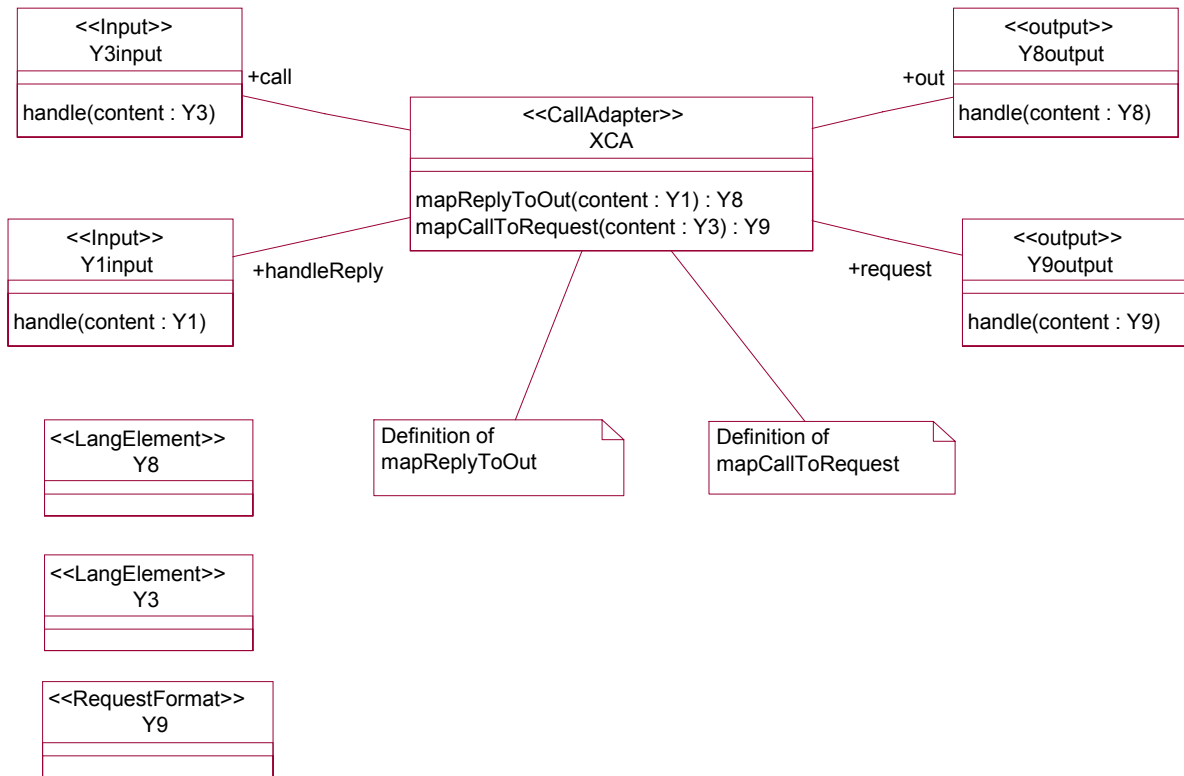 <<Input>>
Y3input
handle(content : Y3)
+call
<<CallAdapter>>
XCA
mapReplyToOut(content : Y1) : Y8
mapCallToRequest(content : Y3) : Y9
+out
<<output>>
Y8output
handle(content : Y8)
<<Input>>
Y1input
handle(content : Y1)
+handleReply
+request
<<output>>
Y9output
handle(content : Y9)
<<LangElement>>
Y8
Definition of
mapReplyToOut
Definition of
mapCallToRequest
<<LangElement>>
Y3
<<RequestFormat>>
Y9